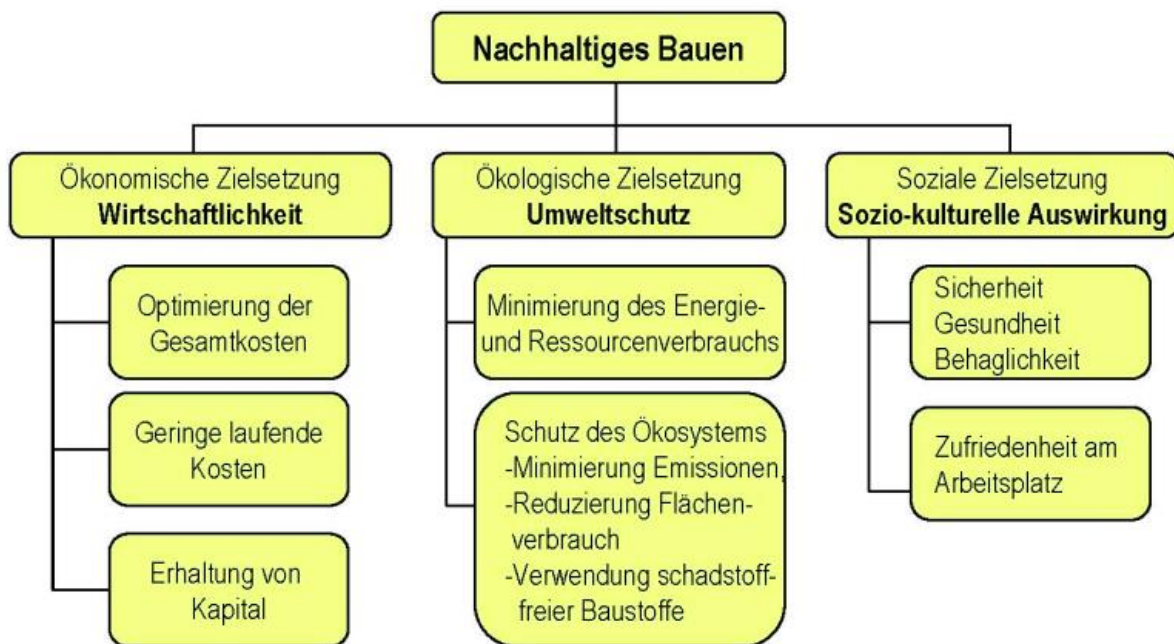 Nachhaltiges Bauen
Ökonomische Zielsetzung
Wirtschaftlichkeit
Optimierung der
Gesamtkosten
Geringe laufende
Kosten
Erhaltung von
Kapital
Ökologische Zielsetzung
Umweltschutz
Minimierung des Energie-
und Ressourcenverbrauchs
Schutz des Ökosystems
-Minimierung Emissionen,
-Reduzierung Flächen-
verbrauch
-Verwendung schadstoff-
freier Baustoffe
Soziale Zielsetzung
Sozio-kulturelle Auswirkung
Sicherheit
Gesundheit
Behaglichkeit
Zufriedenheit am
Arbeitsplatz